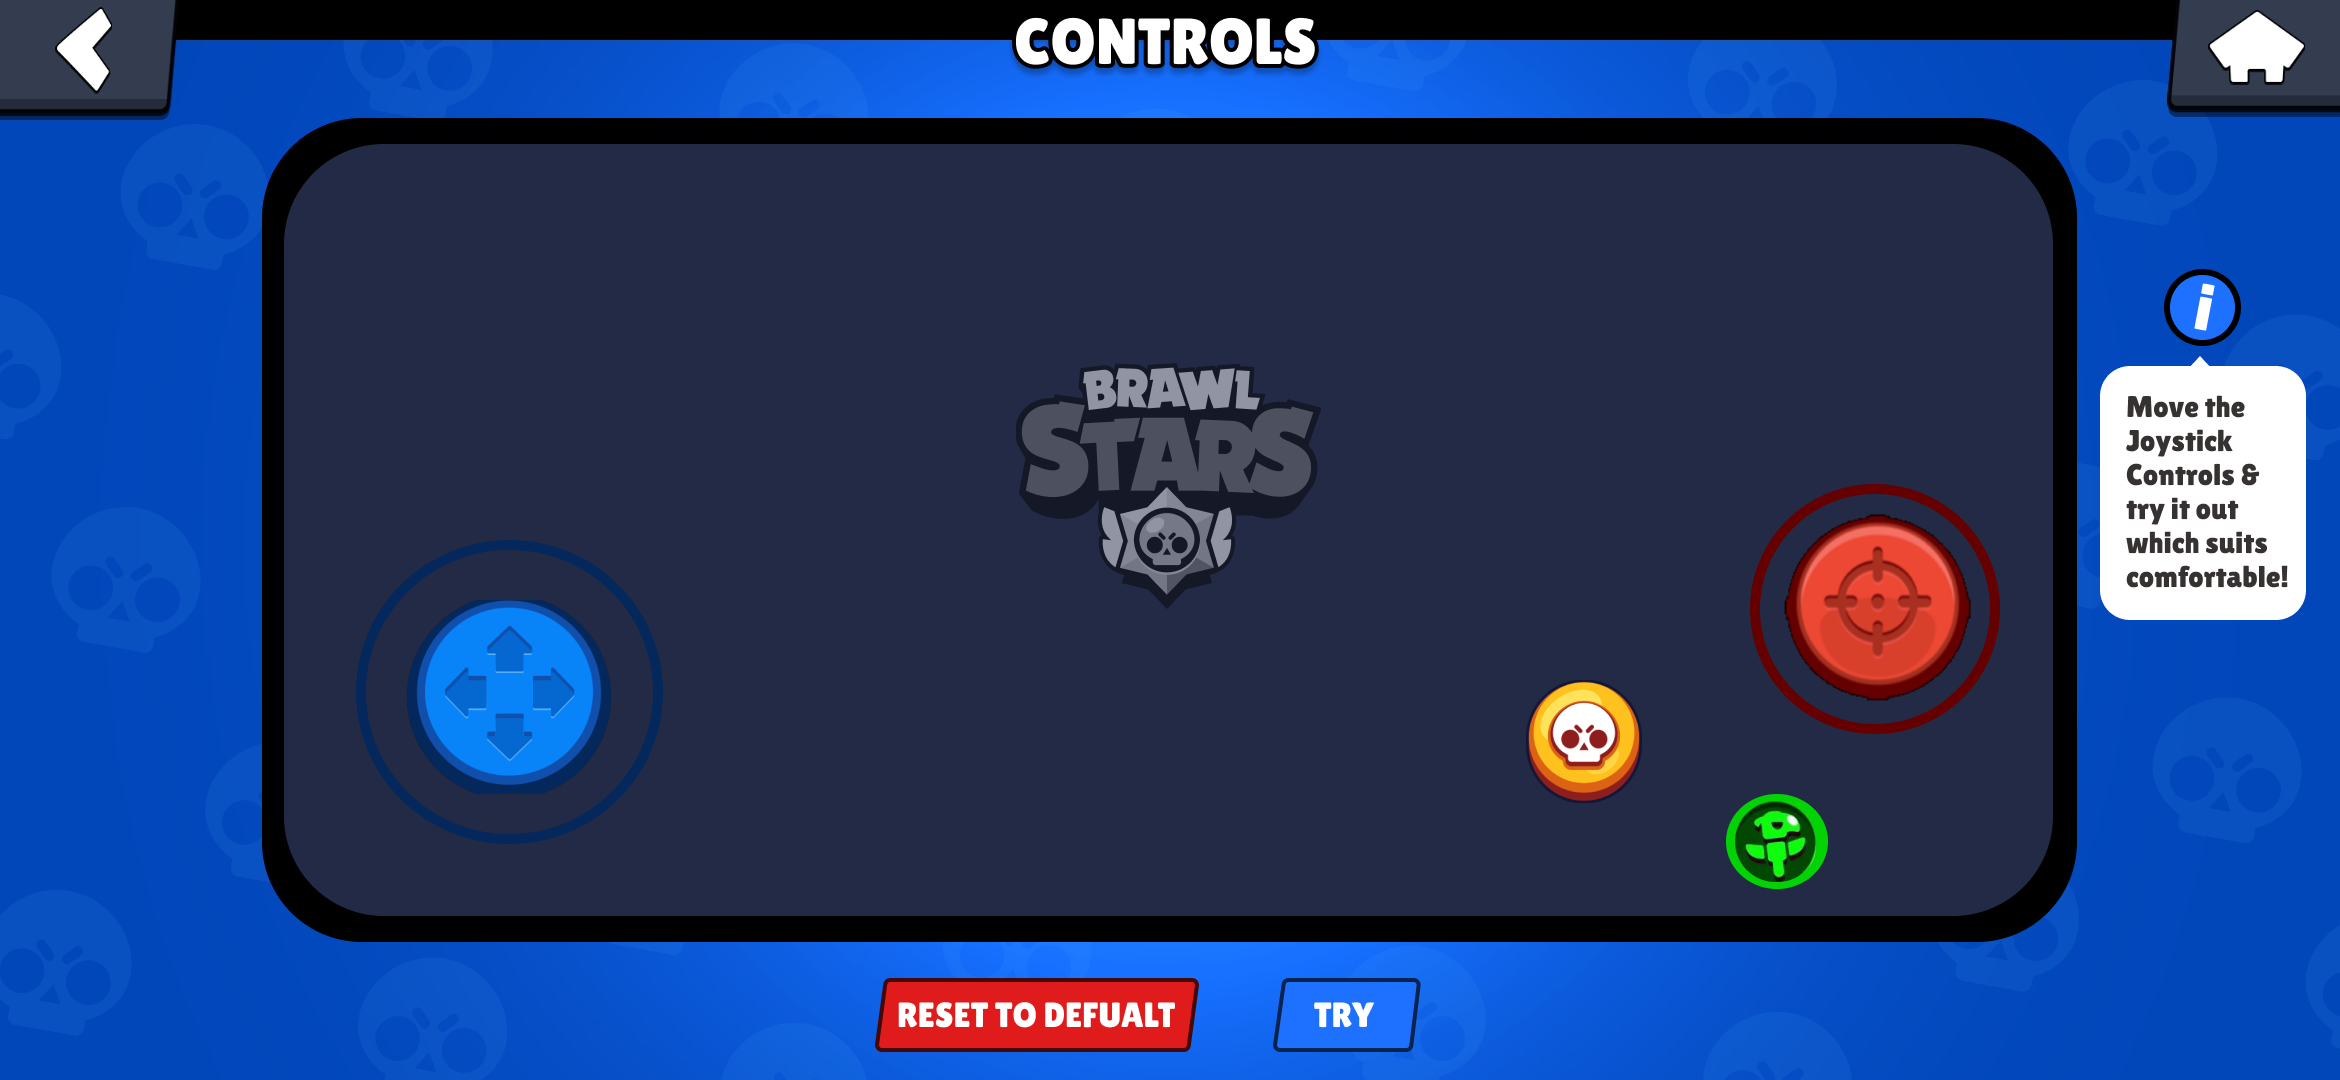 CONTROLS
i
BRAWL
STARS
Move the
Joystick
Controls &
try it out
which suits
comfortable!
RESET TO DEFUALT
TRY